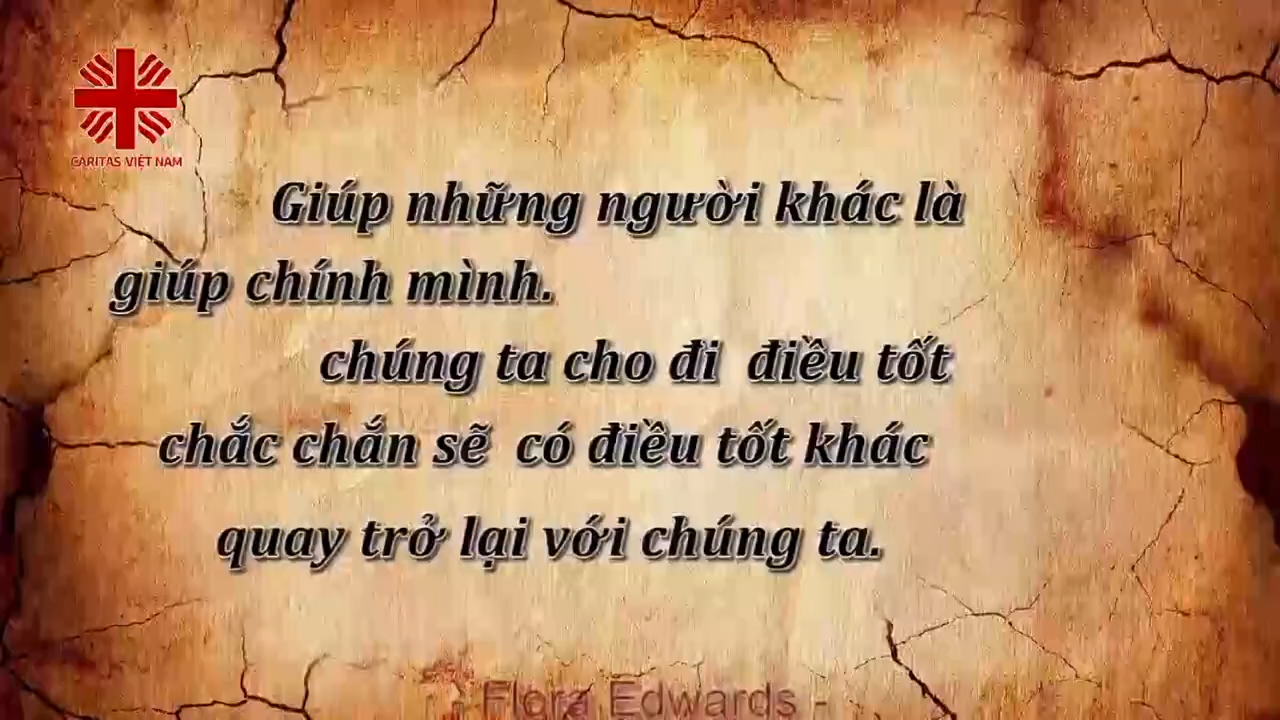 CARITAS VIỆT NAM
Giúp những người khác là
giúp chính mình.
chúng ta cho đi điều tốt
chắc chắn sẽ có điều tốt khác
quay trở lại với chúng ta.
- Flora Edwards -